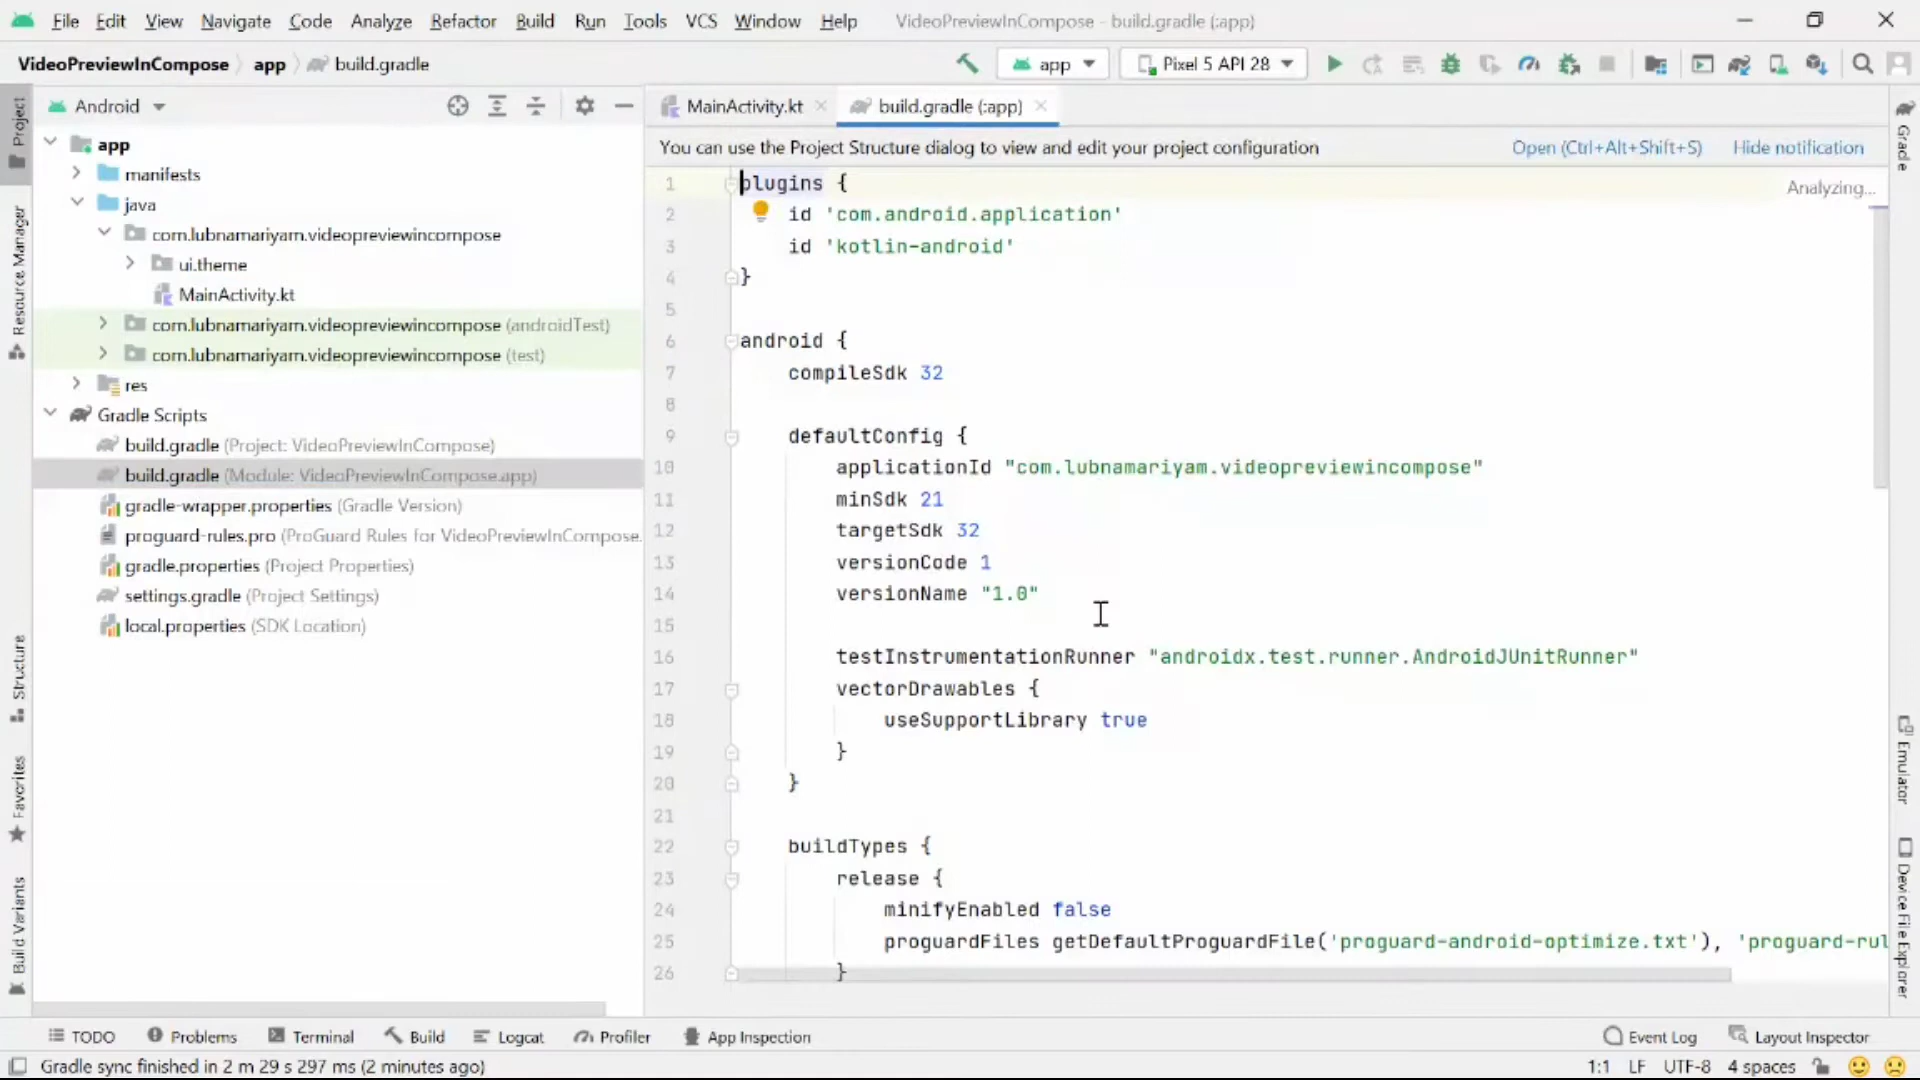 File Edit View Navigate Code Analyze Refactor Build Run Tools VCS Window Help VideoPreviewInCompose - build.gradle (:app)
VideoPreviewInCompose app build.gradle
app
Pixel 5 API 28
Project
Resource Manager
Structure
Favorites
Build Variants
Android
app
manifests
java
com.lubnamariyam.videopreviewincompose
ui.theme
MainActivity.kt
com.lubnamariyam.videopreviewincompose (androidTest)
com.lubnamariyam.videopreviewincompose (test)
res
Gradle Scripts
build.gradle (Project: VideoPreviewInCompose)
build.gradle (Module: VideoPreviewInCompose.app)
gradle-wrapper.properties (Gradle Version)
proguard-rules.pro (ProGuard Rules for VideoPreviewInCompose.
gradle.properties (Project Properties)
settings.gradle (Project Settings)
local.properties (SDK Location)
MainActivity.kt
build.gradle (:app)
You can use the Project Structure dialog to view and edit your project configuration
Open (Ctrl+Alt+Shift+S) Hide notification
Analyzing...
1 plugins {
2 id 'com.android.application'
3 id 'kotlin-android'
4 }
5
6 android {
7 compileSdk 32
8
9 defaultConfig {
10 applicationId "com.lubnamariyam.videopreviewincompose"
11 minSdk 21
12 targetSdk 32
13 versionCode 1
14 versionName "1.0"
15
16 testInstrumentationRunner "androidx.test.runner.AndroidJUnitRunner"
17 vectorDrawables {
18 useSupportLibrary true
19 }
20 }
21
22 buildTypes {
23 release {
24 minifyEnabled false
25 proguardFiles getDefaultProguardFile('proguard-android-optimize.txt'), 'proguard-rul
26 }
Gradle
Emulator
Device File Explorer
TODO Problems Terminal Build Logcat Profiler App Inspection Event Log Layout Inspector
Gradle sync finished in 2 m 29 s 297 ms (2 minutes ago) 1:1 LF UTF-8 4 spaces